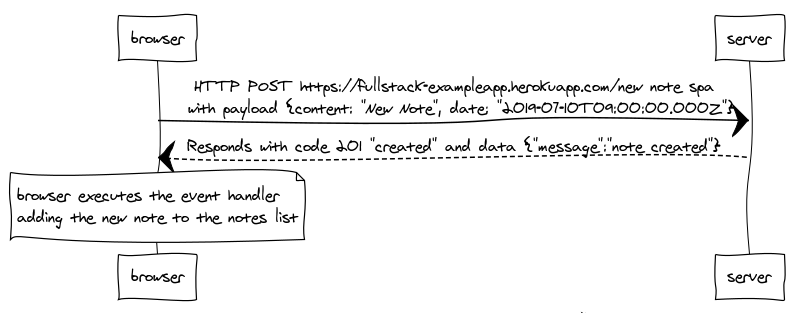 browser
server
HTTP POST https://fullstack-exampleapp.herokuapp.com/new note spa
with payload {content: "New Note", date: "2019-07-10T09:00:00.000Z"}
Responds with code 201 "created" and data {"message":"note created"}
browser executes the event handler
adding the new note to the notes list
browser
server